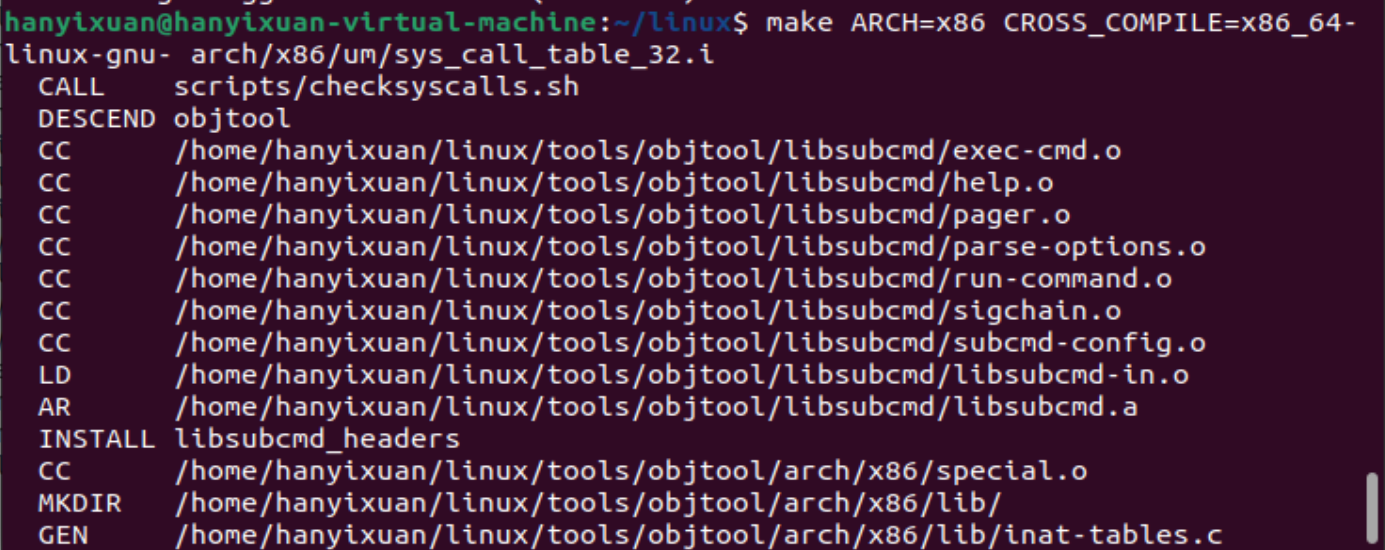 hanyixuan@hanyixuan-virtual-machine:~/linux$ make ARCH=x86 CROSS_COMPILE=x86_64-
linux-gnu- arch/x86/um/sys_call_table_32.i
CALL scripts/checksyscalls.sh
DESCEND objtool
CC /home/hanyixuan/linux/tools/objtool/libsubcmd/exec-cmd.o
CC /home/hanyixuan/linux/tools/objtool/libsubcmd/help.o
CC /home/hanyixuan/linux/tools/objtool/libsubcmd/pager.o
CC /home/hanyixuan/linux/tools/objtool/libsubcmd/parse-options.o
CC /home/hanyixuan/linux/tools/objtool/libsubcmd/run-command.o
CC /home/hanyixuan/linux/tools/objtool/libsubcmd/sigchain.o
CC /home/hanyixuan/linux/tools/objtool/libsubcmd/subcmd-config.o
LD /home/hanyixuan/linux/tools/objtool/libsubcmd/libsubcmd-in.o
AR /home/hanyixuan/linux/tools/objtool/libsubcmd/libsubcmd.a
INSTALL libsubcmd_headers
CC /home/hanyixuan/linux/tools/objtool/arch/x86/special.o
MKDIR /home/hanyixuan/linux/tools/objtool/arch/x86/lib/
GEN /home/hanyixuan/linux/tools/objtool/arch/x86/lib/inat-tables.c